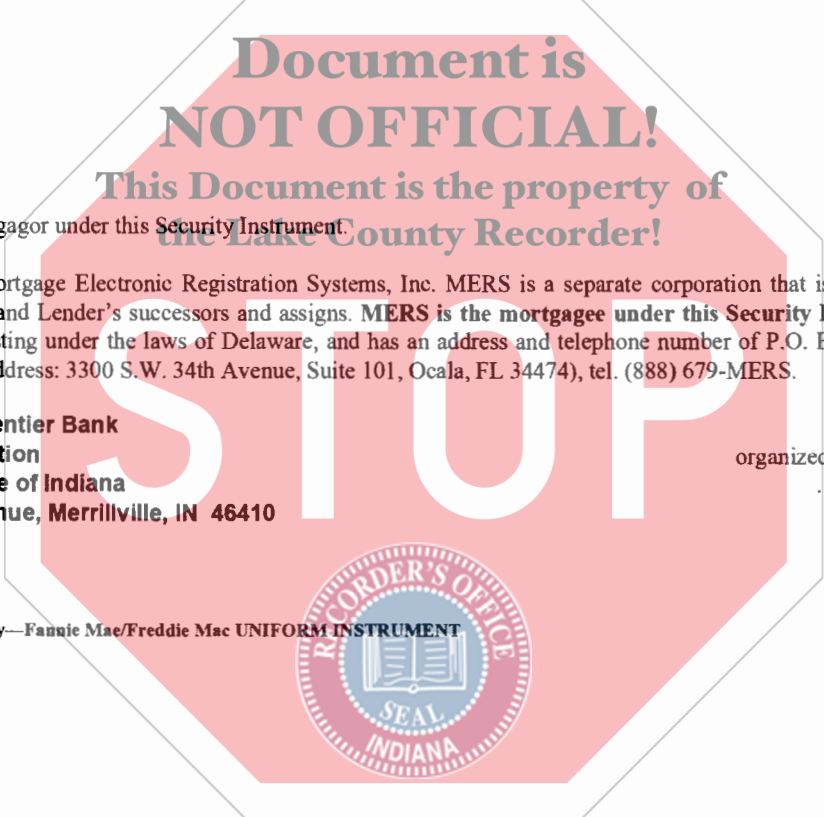 Document is
NOT OFFICIAL!
This Document is the property of
the Lake County Recorder!
gagor under this Security Instrument.
ortgage Electronic Registration Systems, Inc. MERS is a separate corporation that is
and Lender's successors and assigns. MERS is the mortgagee under this Security I
ting under the laws of Delaware, and has an address and telephone number of P.O. B
ddress: 3300 S.W. 34th Avenue, Suite 101, Ocala, FL 34474), tel. (888) 679-MERS.
STOP
entier Bank
tion organized
e of Indiana .
nue, Merrillville, IN 46410
y—Fannie Mae/Freddie Mac UNIFORM INSTRUMENT
RECORDER'S OFFICE
SEAL
INDIANA